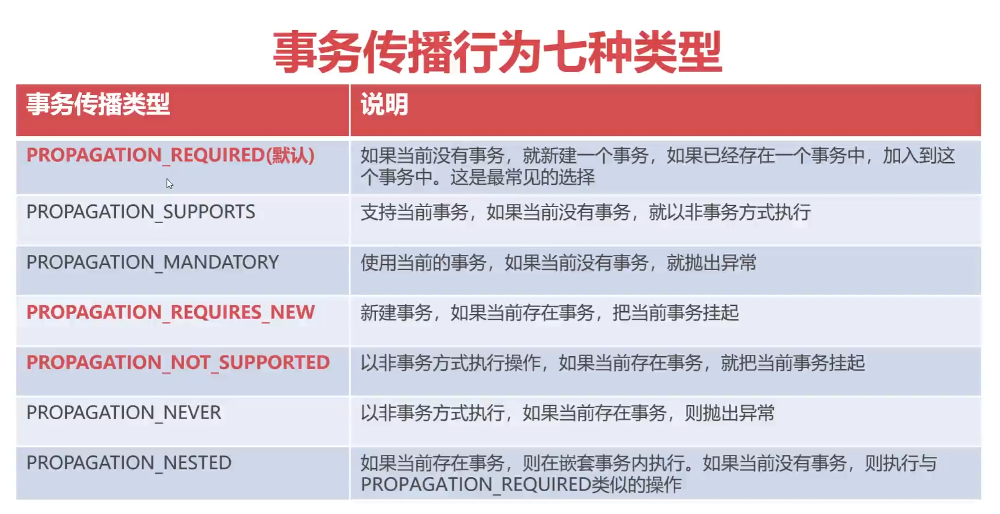 事务传播行为七种类型
事务传播类型
说明
PROPAGATION_REQUIRED(默认)
如果当前没有事务，就新建一个事务，如果已经存在一个事务中，加入到这
个事务中。这是最常见的选择
PROPAGATION_SUPPORTS
支持当前事务，如果当前没有事务，就以非事务方式执行
PROPAGATION_MANDATORY
使用当前的事务，如果当前没有事务，就抛出异常
PROPAGATION_REQUIRES_NEW
新建事务，如果当前存在事务，把当前事务挂起
PROPAGATION_NOT_SUPPORTED
以非事务方式执行操作，如果当前存在事务，就把当前事务挂起
PROPAGATION_NEVER
以非事务方式执行，如果当前存在事务，则抛出异常
PROPAGATION_NESTED
如果当前存在事务，则在嵌套事务内执行。如果当前没有事务，则执行与
PROPAGATION_REQUIRED类似的操作